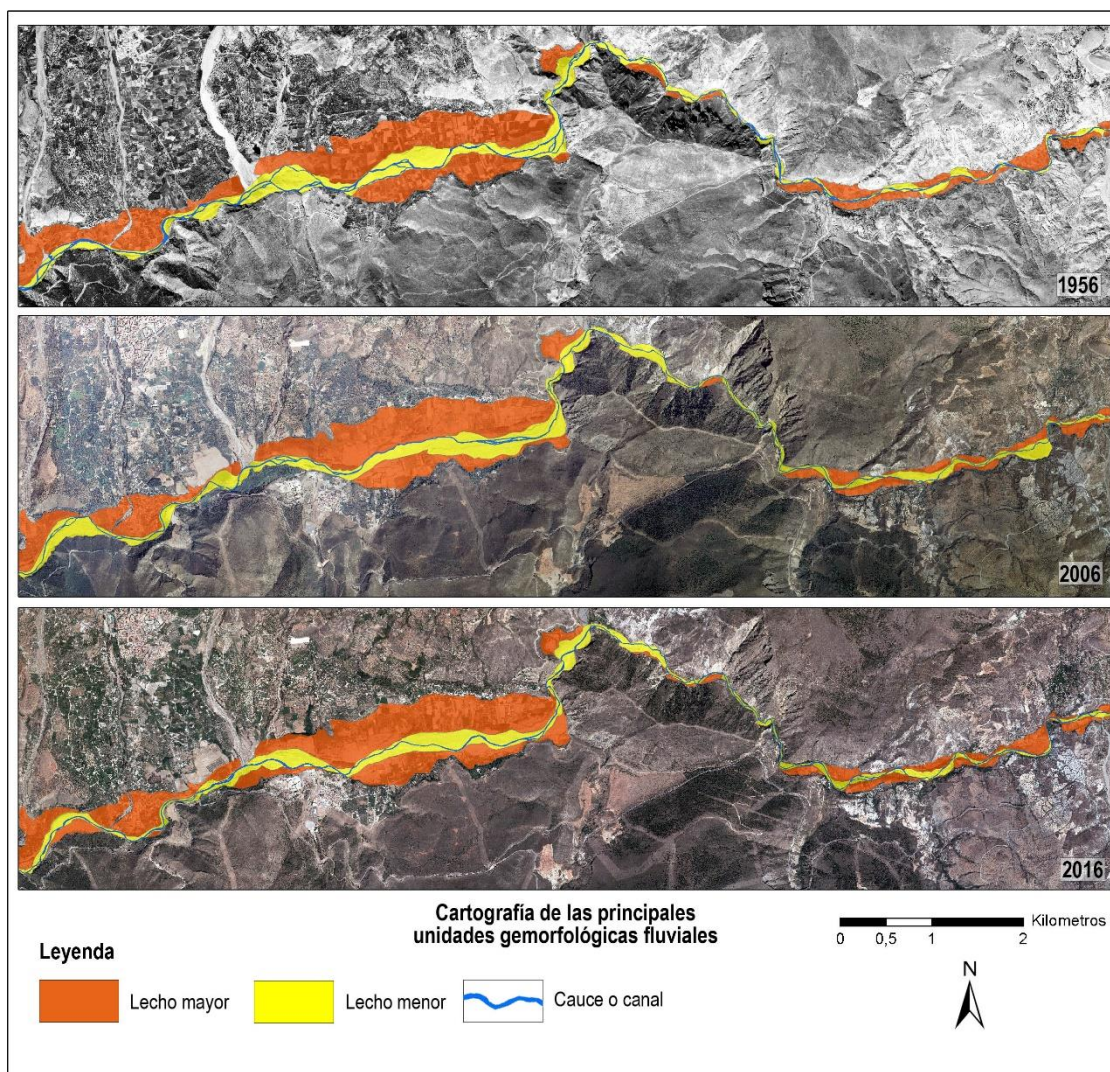 1956
2006
2016
Cartografía de las principales
unidades gemorfológicas fluviales
Leyenda
Lecho mayor
Lecho menor
Cauce o canal
Kilometros
0 0,5 1 2
N